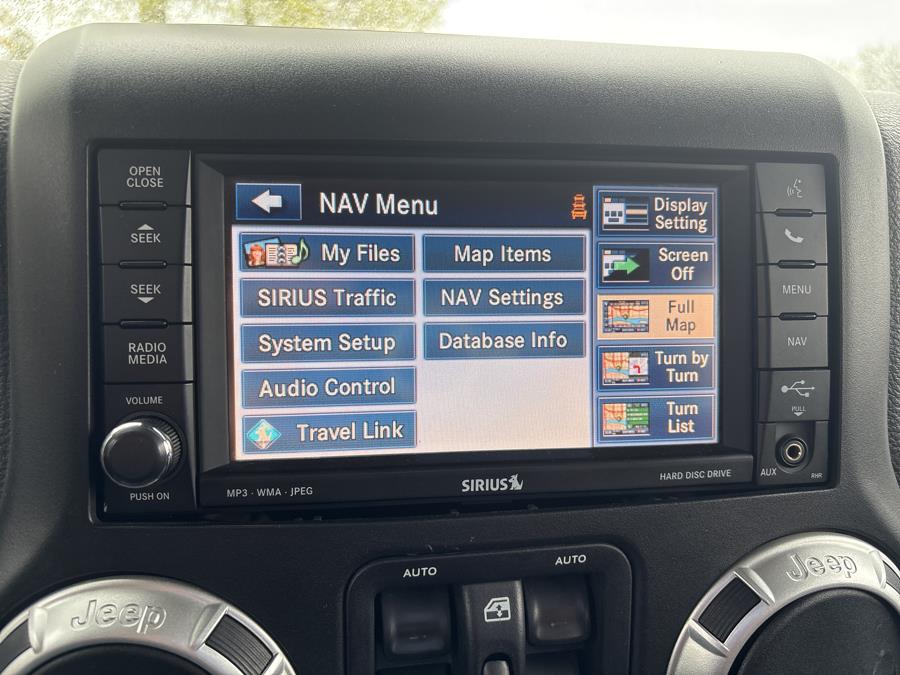 OPEN
CLOSE
SEEK
SEEK
RADIO
MEDIA
VOLUME
PUSH ON
NAV Menu
My Files
Map Items
SIRIUS Traffic
NAV Settings
System Setup
Database Info
Audio Control
Travel Link
Display
Setting
Screen
Off
Full
Map
Turn by
Turn
Turn
List
MENU
NAV
PULL
AUX
RHR
MP3 · WMA · JPEG
SIRIUS
HARD DISC DRIVE
AUTO
AUTO
Jeep
Jeep